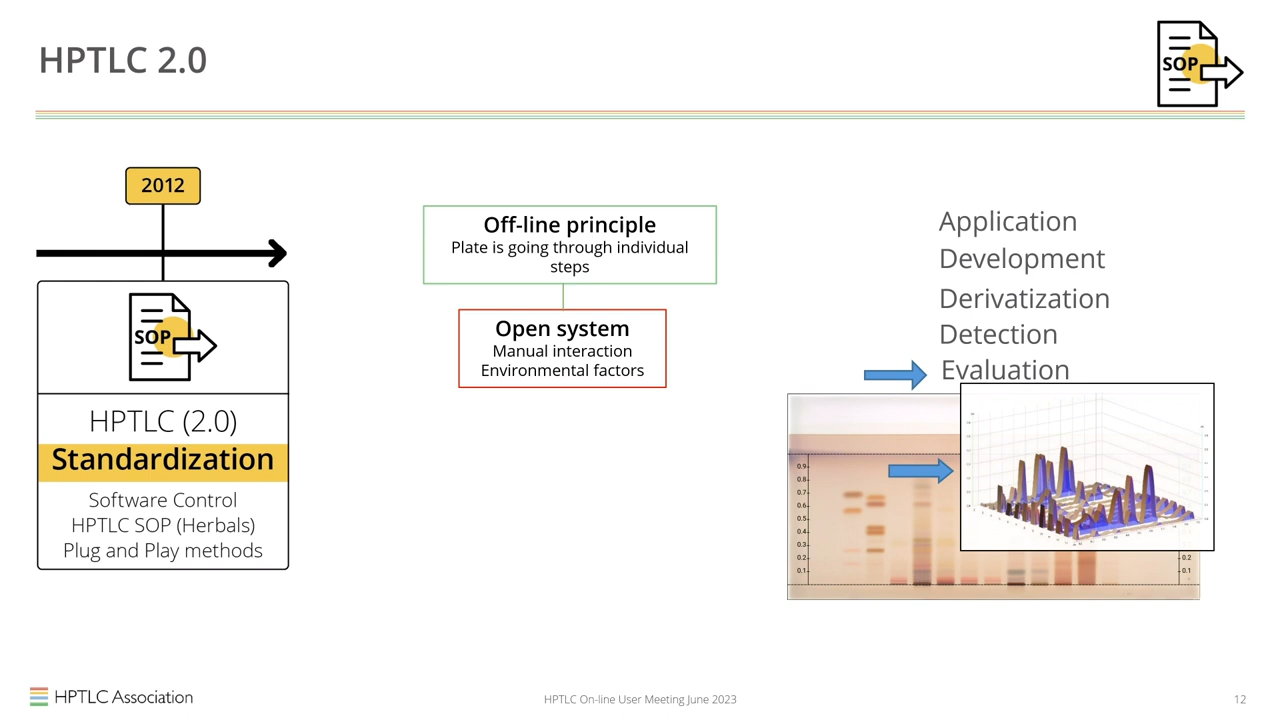 HPTLC 2.0
SOP
2012
SOP
HPTLC (2.0)
Standardization
Software Control
HPTLC SOP (Herbals)
Plug and Play methods
Off-line principle
Plate is going through individual
steps
Open system
Manual interaction
Environmental factors
Application
Development
Derivatization
Detection
Evaluation
0.9
0.8
0.7
0.6
0.5
0.4
0.3
0.2
0.1
0.2
0.1
HPTLC Association
HPTLC On-line User Meeting June 2023
12